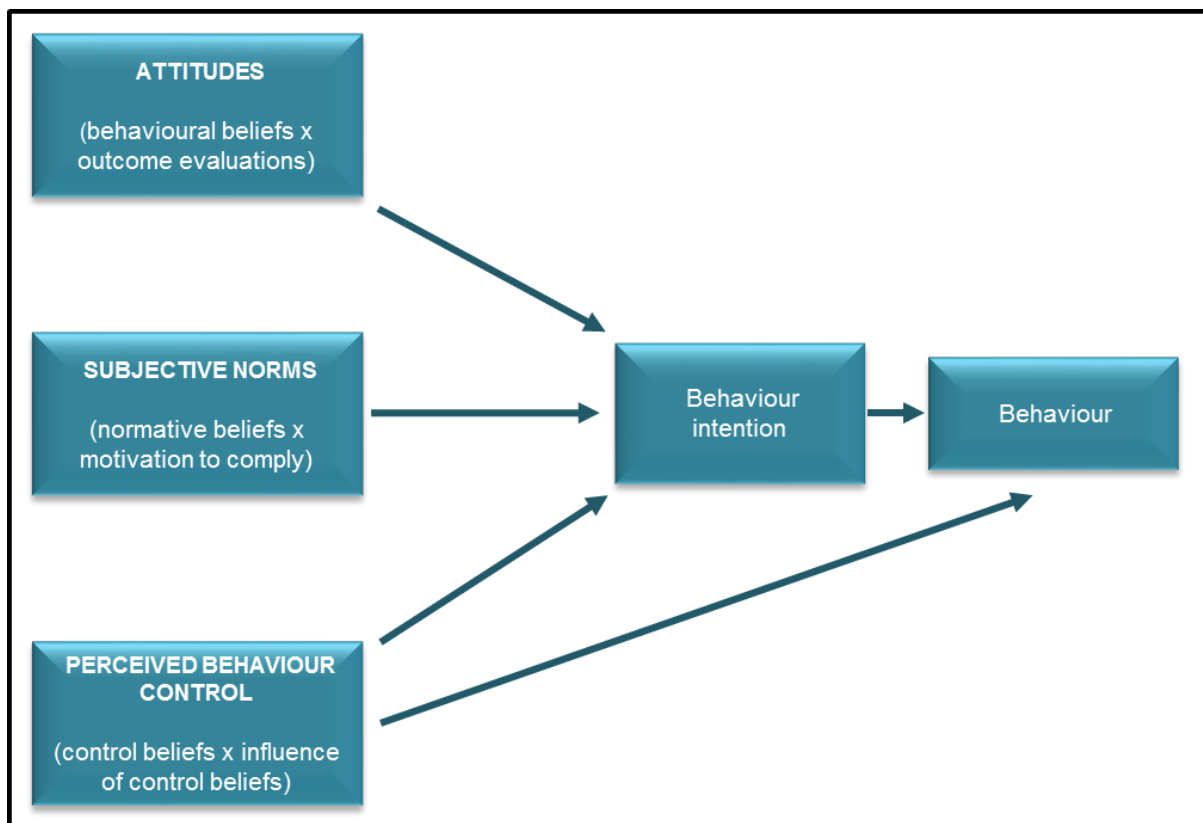 ATTITUDES
(behavioural beliefs x
outcome evaluations)
SUBJECTIVE NORMS
(normative beliefs x
motivation to comply)
PERCEIVED BEHAVIOUR
CONTROL
(control beliefs x influence
of control beliefs)
Behaviour
intention
Behaviour